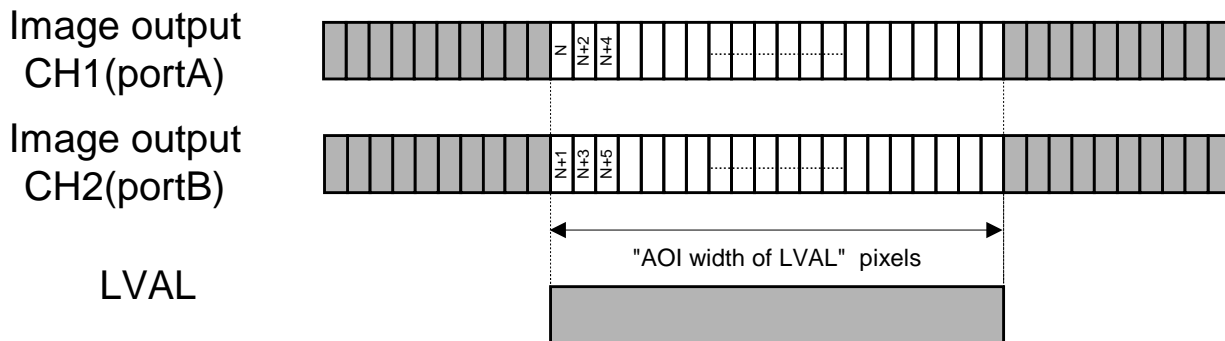 Image output
CH1(portA)
N
N+2
N+4
Image output
CH2(portB)
N+1
N+3
N+5
"AOI width of LVAL" pixels
LVAL